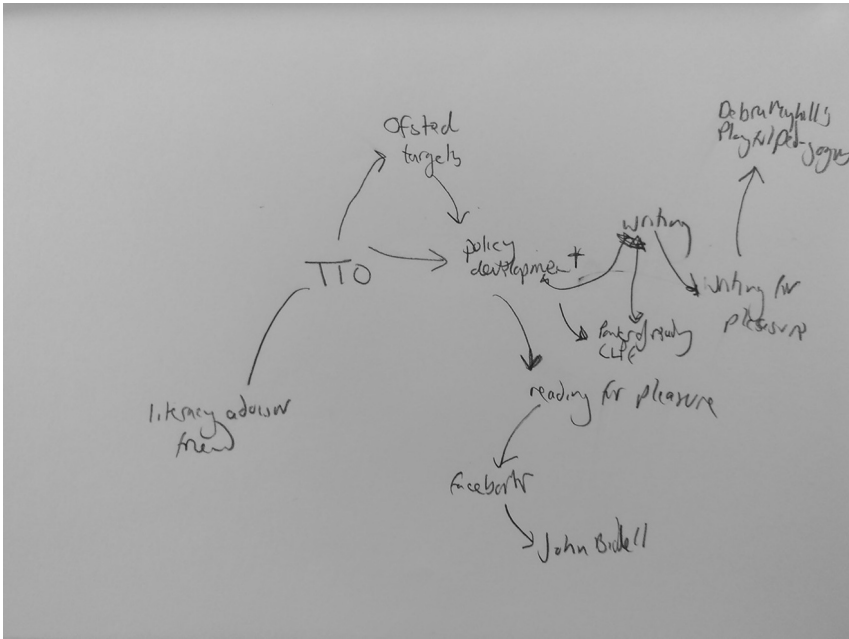 Debra Myhill's
Playful Pedagogy
Ofsted
targets
writing
policy
development
TTO
writing for
pleasure
Power of reading
CLPE
reading for pleasure
literacy advisor
friend
Facebook
John Bidell